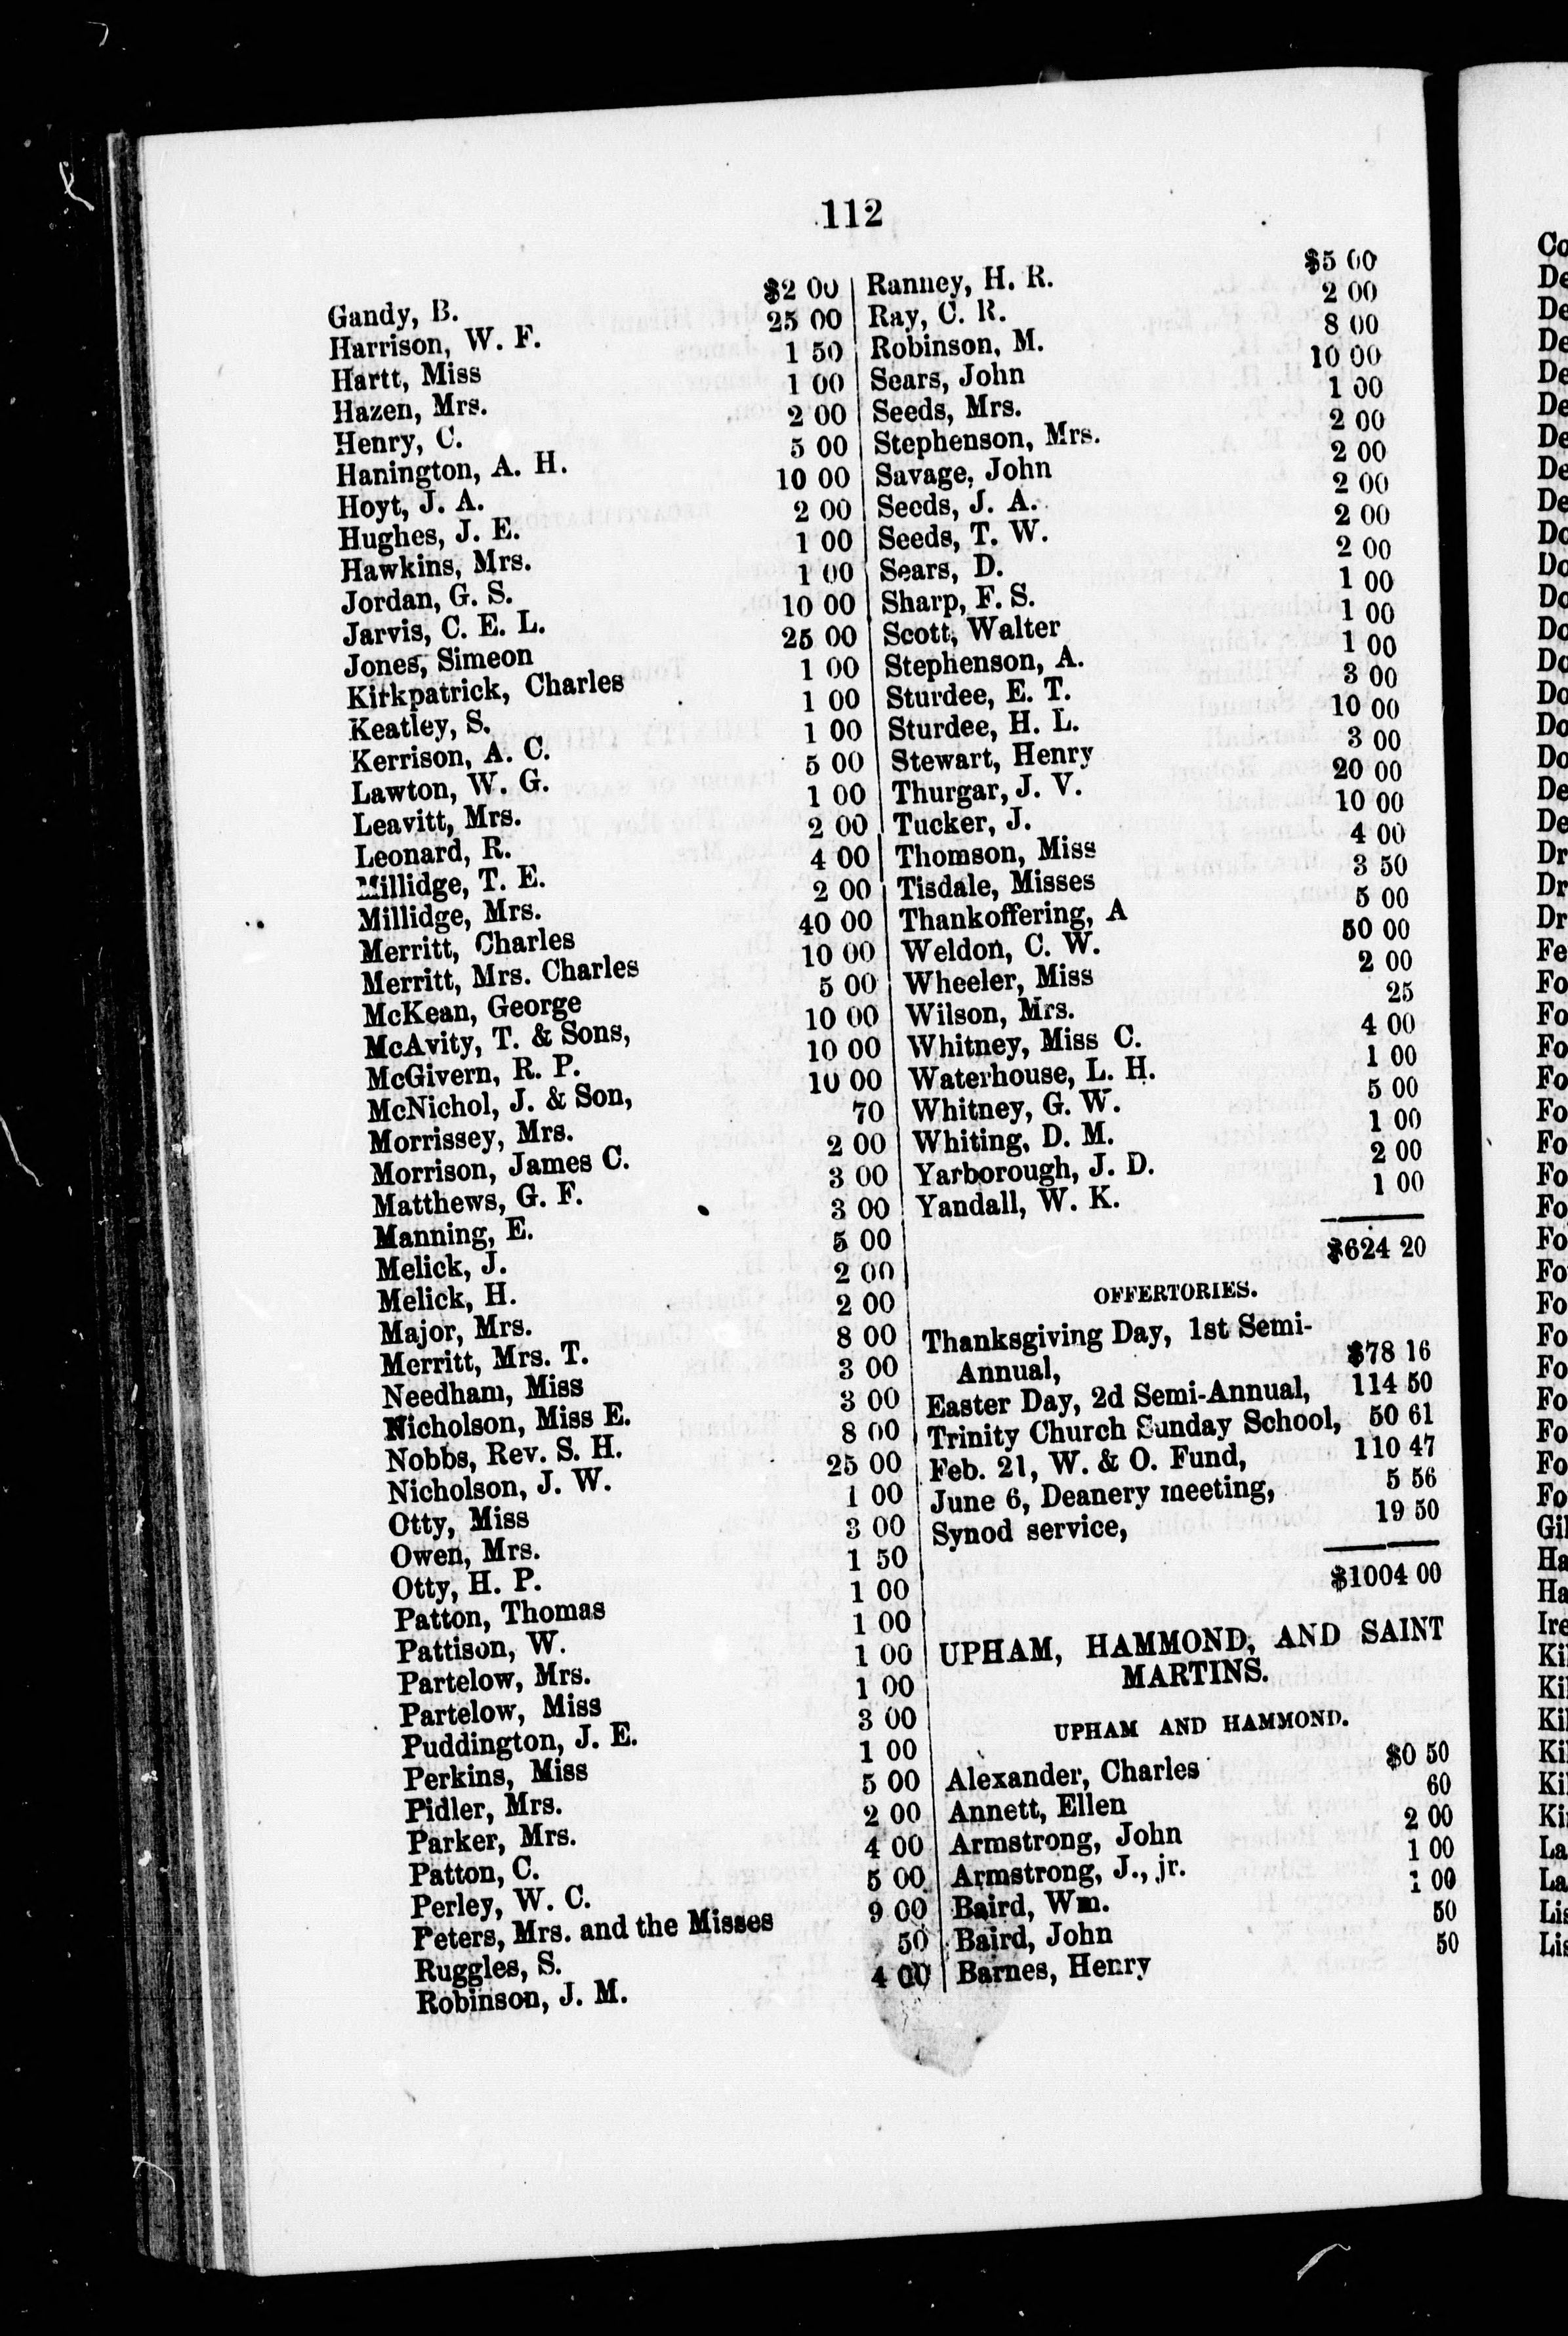 112
Gandy, B. $2 00
Harrison, W. F. 25 00
Hartt, Miss 1 50
Hazen, Mrs. 1 00
Henry, C. 2 00
Hanington, A. H. 5 00
Hoyt, J. A. 10 00
Hughes, J. E. 2 00
Hawkins, Mrs. 1 00
Jordan, G. S. 1 00
Jarvis, C. E. L. 10 00
Jones, Simeon 25 00
Kirkpatrick, Charles 1 00
Keatley, S. 1 00
Kerrison, A. C. 1 00
Lawton, W. G. 5 00
Leavitt, Mrs. 1 00
Leonard, R. 2 00
Millidge, T. E. 4 00
Millidge, Mrs. 2 00
Merritt, Charles 40 00
Merritt, Mrs. Charles 10 00
McKean, George 5 00
McAvity, T. & Sons, 10 00
McGivern, R. P. 10 00
McNichol, J. & Son, 10 00
Morrissey, Mrs. 70
Morrison, James C. 2 00
Matthews, G. F. 3 00
Manning, E. 3 00
Melick, J. 5 00
Melick, H. 2 00
Major, Mrs. 2 00
Merritt, Mrs. T. 8 00
Needham, Miss 3 00
Nicholson, Miss E. 3 00
Nobbs, Rev. S. H. 8 00
Nicholson, J. W. 25 00
Otty, Miss 1 00
Owen, Mrs. 3 00
Otty, H. P. 1 50
Patton, Thomas 1 00
Pattison, W. 1 00
Partelow, Mrs. 1 00
Partelow, Miss 1 00
Puddington, J. E. 3 00
Perkins, Miss 1 00
Pidler, Mrs. 5 00
Parker, Mrs. 2 00
Patton, C. 4 00
Perley, W. C. 5 00
Peters, Mrs. and the Misses 9 00
Ruggles, S. 50
Robinson, J. M. 4 00
Ranney, H. R. $5 00
Ray, C. R. 2 00
Robinson, M. 8 00
Sears, John 10 00
Seeds, Mrs. 1 00
Stephenson, Mrs. 2 00
Savage, John 2 00
Seeds, J. A. 2 00
Seeds, T. W. 2 00
Sears, D. 2 00
Sharp, F. S. 1 00
Scott, Walter 1 00
Stephenson, A. 1 00
Sturdee, E. T. 3 00
Sturdee, H. L. 10 00
Stewart, Henry 3 00
Thurgar, J. V. 20 00
Tucker, J. 10 00
Thomson, Miss 4 00
Tisdale, Misses 3 50
Thankoffering, A 5 00
Weldon, C. W. 50 00
Wheeler, Miss 2 00
Wilson, Mrs. 25
Whitney, Miss C. 4 00
Waterhouse, L. H. 1 00
Whitney, G. W. 5 00
Whiting, D. M. 1 00
Yarborough, J. D. 2 00
Yandall, W. K. 1 00
$624 20
OFFERTORIES.
Thanksgiving Day, 1st Semi-
Annual, $78 16
Easter Day, 2d Semi-Annual, 114 50
Trinity Church Sunday School, 50 61
Feb. 21, W. & O. Fund, 110 47
June 6, Deanery meeting, 5 56
Synod service, 19 50
$1004 00
UPHAM, HAMMOND, AND SAINT
MARTINS.
UPHAM AND HAMMOND.
Alexander, Charles $0 50
Annett, Ellen 60
Armstrong, John 2 00
Armstrong, J., jr. 1 00
Baird, Wm. 1 00
Baird, John 50
Barnes, Henry 50